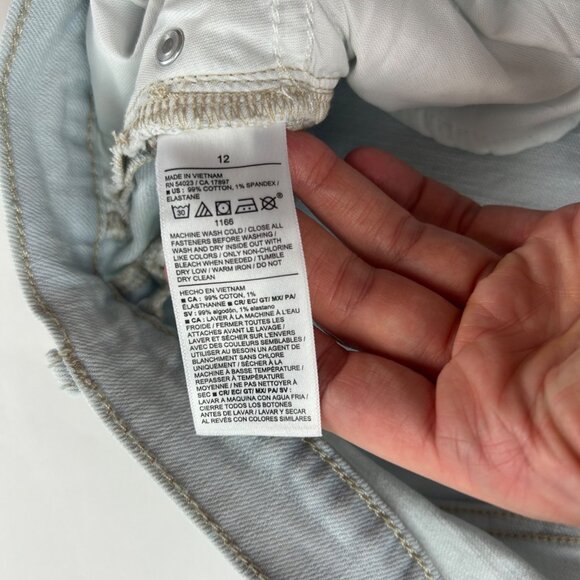 12
MADE IN VIETNAM
RN 54023 / CA 17897
■ US : 99% COTTON, 1% SPANDEX /
ELASTANE
30
1166
MACHINE WASH COLD / CLOSE ALL
FASTENERS BEFORE WASHING /
WASH AND DRY INSIDE OUT WITH
LIKE COLORS / ONLY NON-CHLORINE
BLEACH WHEN NEEDED / TUMBLE
DRY LOW / WARM IRON / DO NOT
DRY CLEAN
HECHO EN VIETNAM
■ CA : 99% COTON, 1%
ÉLASTHANNE ■ CR/ EC/ GT/ MX/ PA/
SV : 99% algodón, 1% elastano
■ CA : LAVER À LA MACHINE À L'EAU
FROIDE / FERMER TOUTES LES
ATTACHES AVANT LE LAVAGE /
LAVER ET SÉCHER SUR L'ENVERS
AVEC DES COULEURS SEMBLABLES /
UTILISER AU BESOIN UN AGENT DE
BLANCHIMENT SANS CHLORE
UNIQUEMENT / SÉCHER À LA
MACHINE À BASSE TEMPÉRATURE /
REPASSER À TEMPÉRATURE
MOYENNE / NE PAS NETTOYER À
SEC ■ CR/ EC/ GT/ MX/ PA/ SV :
LAVAR A MAQUINA CON AGUA FRIA /
CIERRE TODOS LOS BOTONES
ANTES DE LAVAR / LAVAR Y SECAR
AL REVÉS CON COLORES SIMILARES